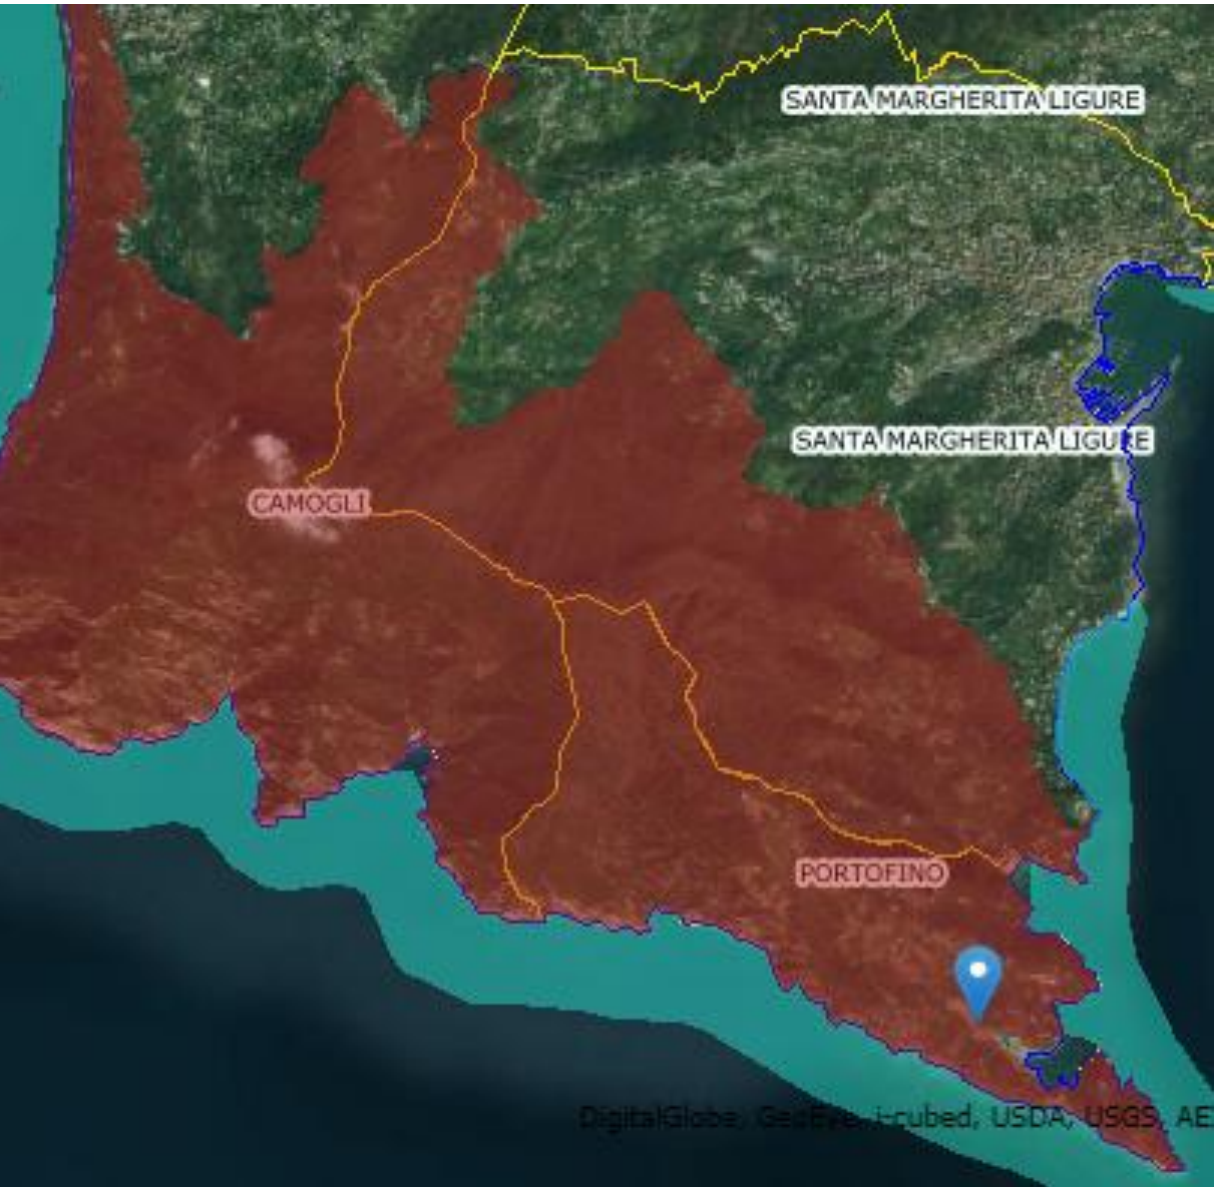 SANTA MARGHERITA LIGURE
SANTA MARGHERITA LIGURE
CAMOGLI
PORTOFINO
DigitalGlobe, GeoEye, i-cubed, USDA, USGS, AE